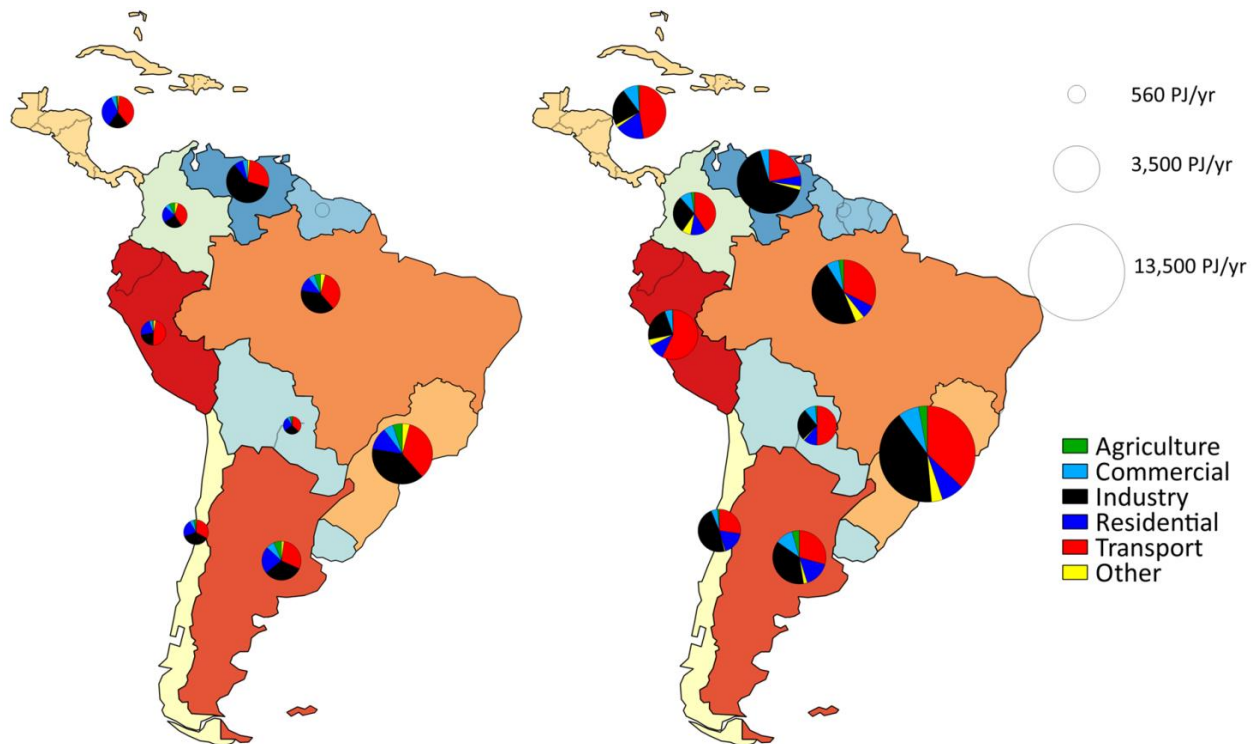 560 PJ/yr
3,500 PJ/yr
13,500 PJ/yr
Agriculture
Commercial
Industry
Residential
Transport
Other